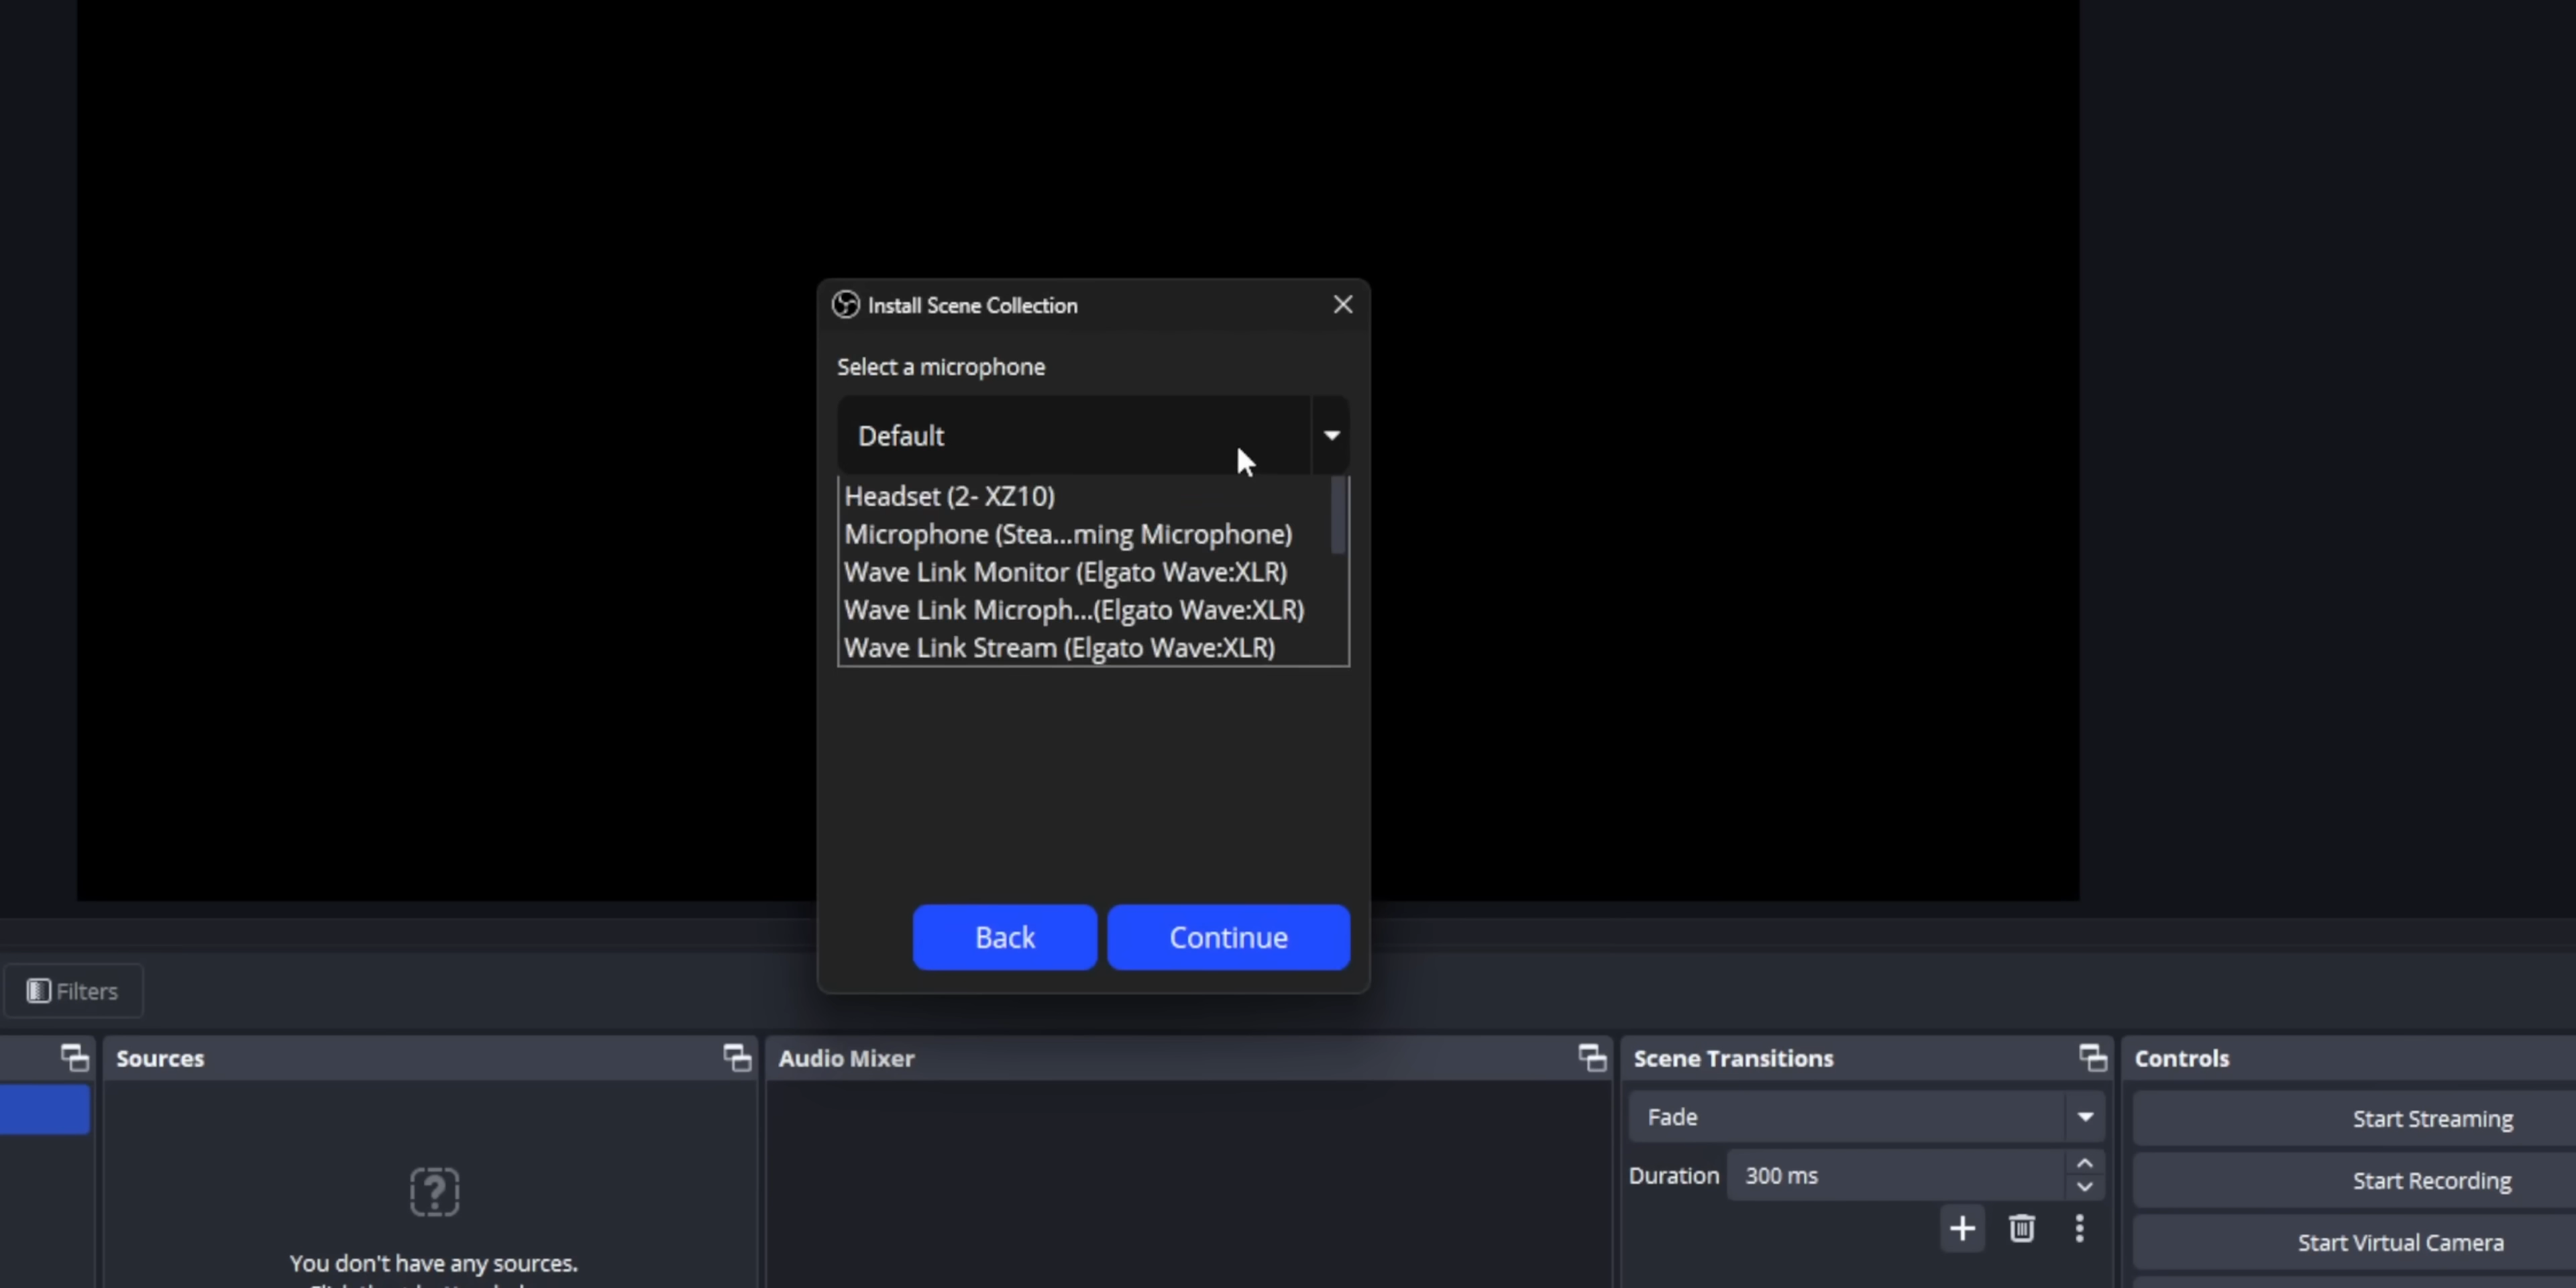 Install Scene Collection
Select a microphone
Default
Headset (2- XZ10)
Microphone (Stea...ming Microphone)
Wave Link Monitor (Elgato Wave:XLR)
Wave Link Microph...(Elgato Wave:XLR)
Wave Link Stream (Elgato Wave:XLR)
Back
Continue
Filters
Sources
You don't have any sources.
Audio Mixer
Scene Transitions
Fade
Duration 300 ms
Controls
Start Streaming
Start Recording
Start Virtual Camera